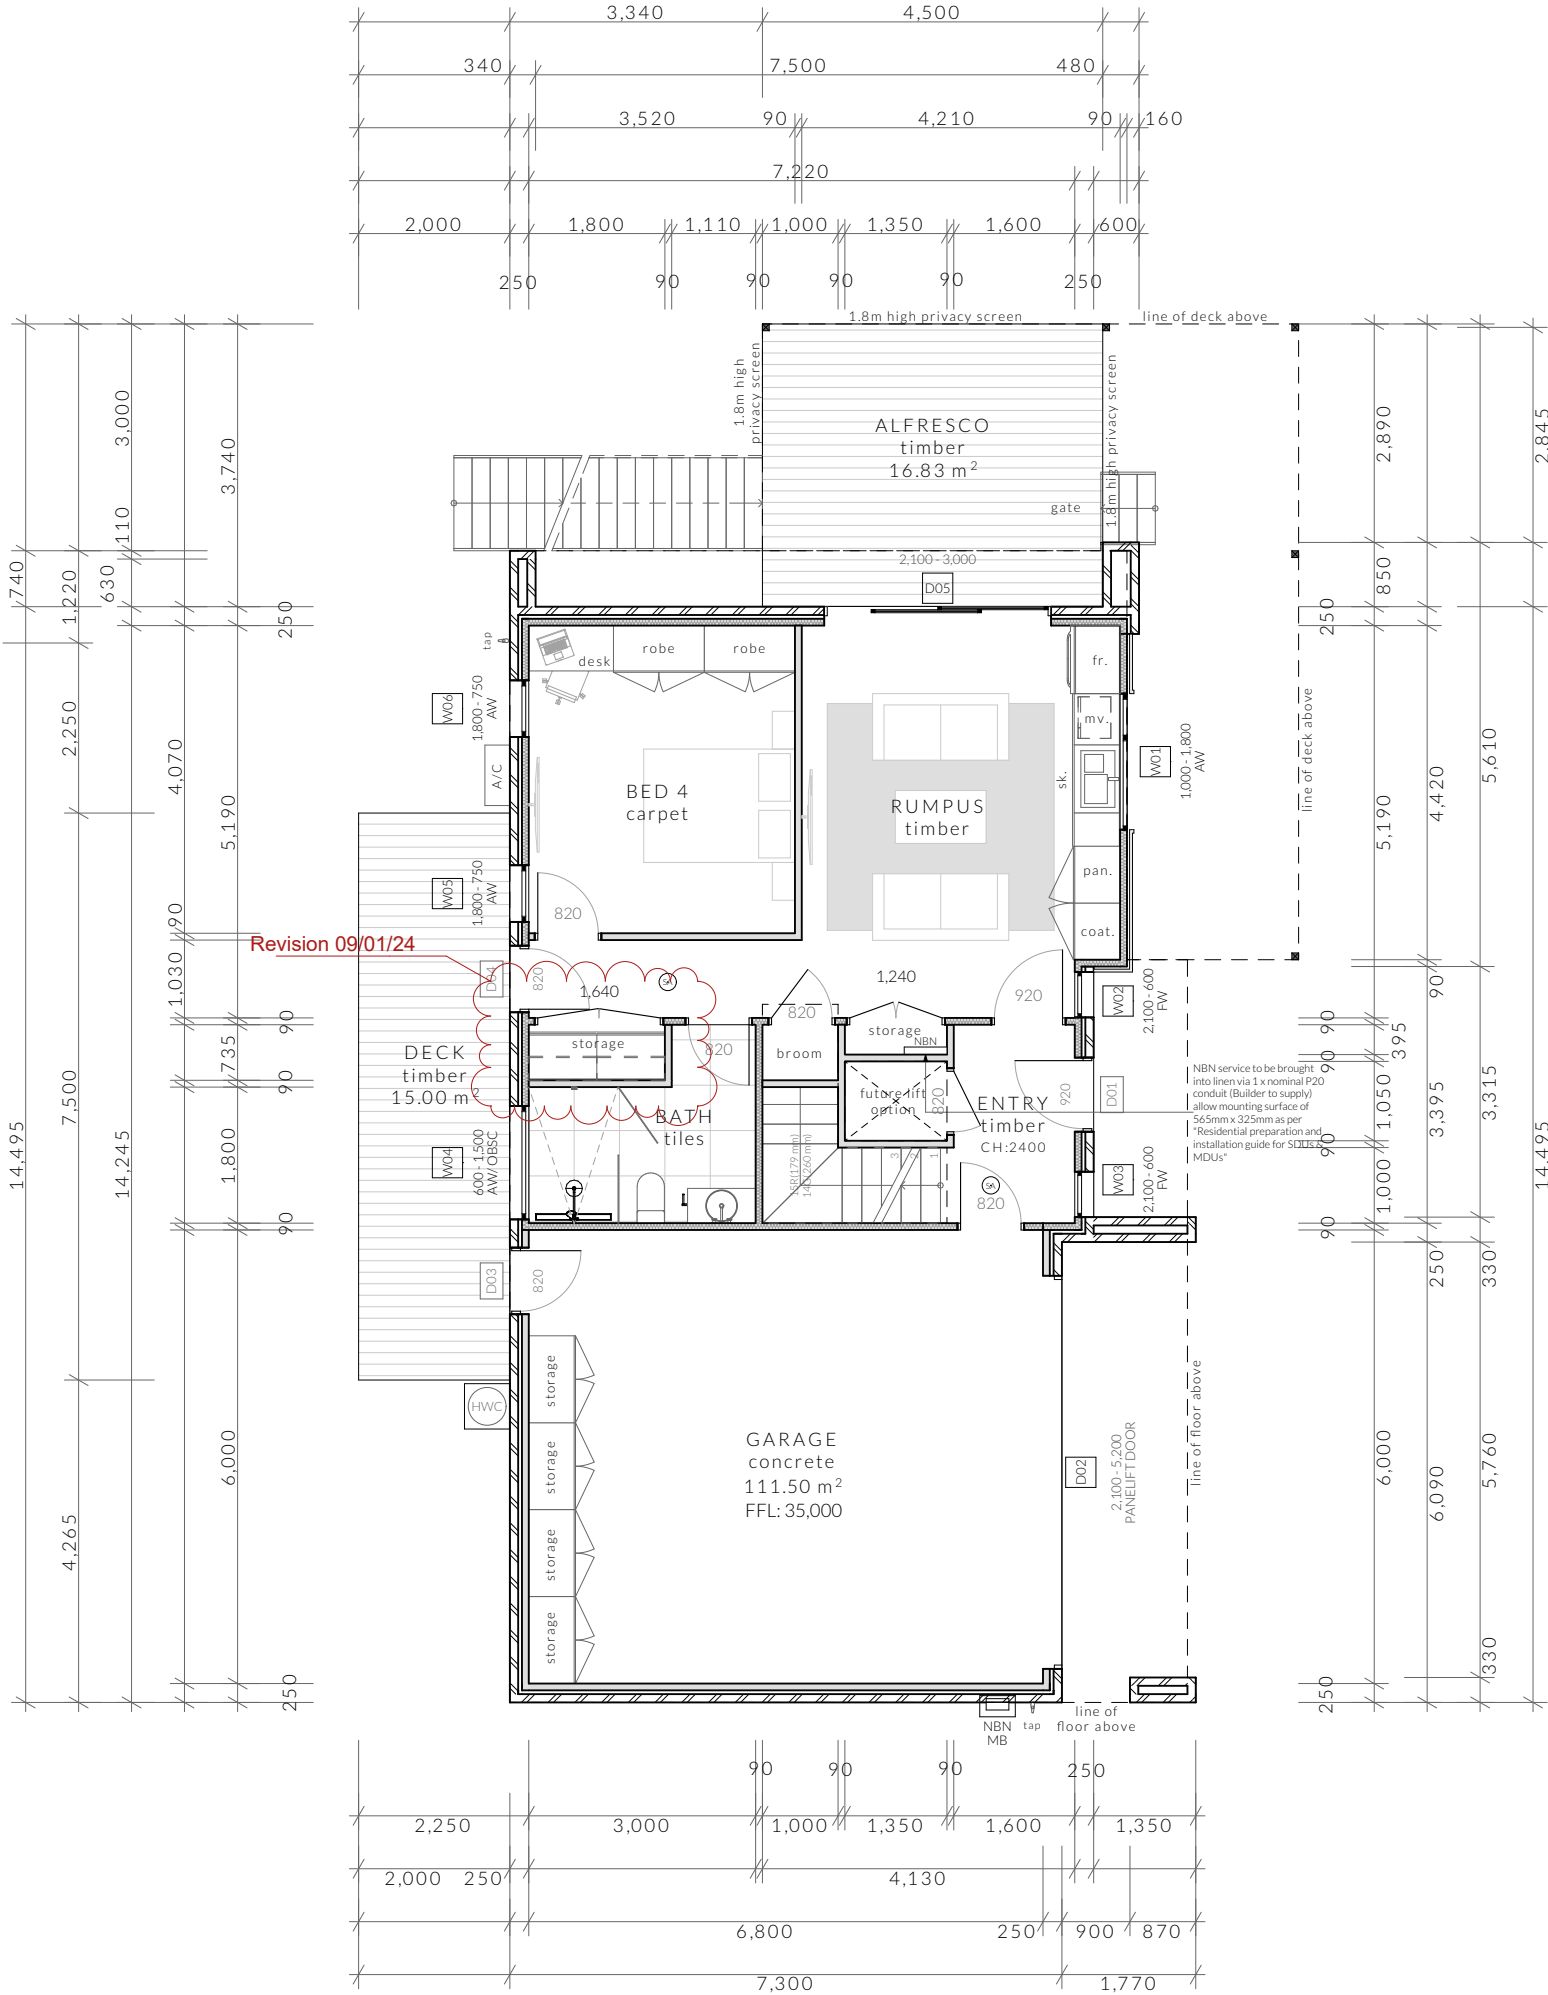 3,340
4,500
340
7,500
480
3,520
90
4,210
90
160
7,220
2,000
1,800
1,110
1,000
1,350
1,600
600
250
90
90
90
90
250
1.8m high privacy screen
line of deck above
1.8m high
privacy screen
1.8m high privacy screen
ALFRESCO
timber
16.83 m²
gate
2,100 - 3,000
D05
3,000
3,740
110
740
1,220
630
250
2,250
4,070
5,190
90
1,030
90
735
90
7,500
14,495
14,245
1,800
90
6,000
4,265
250
2,890
2,845
850
250
5,610
4,420
5,190
90
90
395
90
1,050
3,395
3,315
90
1,000
14,495
90
250
330
6,000
6,090
5,760
330
250
tap
desk
robe
robe
fr.
W06
1,800 - 750
AW
A/C
mv.
W01
1,000 - 1,800
AW
line of deck above
sk.
BED 4
carpet
RUMPUS
timber
W05
1,800 - 750
AW
pan.
coat.
820
Revision 09/01/24
D04
820
1,640
SA
1,240
820
920
W02
2,100 - 600
FW
storage
820
storage
NBN
broom
DECK
timber
15.00 m²
future lift
option
820
ENTRY
timber
CH:2400
920
D01
NBN service to be brought
into linen via 1 x nominal P20
conduit (Builder to supply)
allow mounting surface of
565mm x 325mm as per
"Residential preparation and
installation guide for SDUs &
MDUs"
BATH
tiles
W04
600 - 1,500
AW/OBSC
15R(179 mm)
14G(260 mm)
3
2
1
SA
820
W03
2,100 - 600
FW
D03
820
storage
storage
storage
storage
HWC
GARAGE
concrete
111.50 m²
FFL: 35,000
D02
2,100 - 5,200
PANELIFT DOOR
line of floor above
NBN
MB
tap
line of
floor above
90
90
90
250
2,250
3,000
1,000
1,350
1,600
1,350
2,000
250
4,130
6,800
250
900
870
7,300
1,770